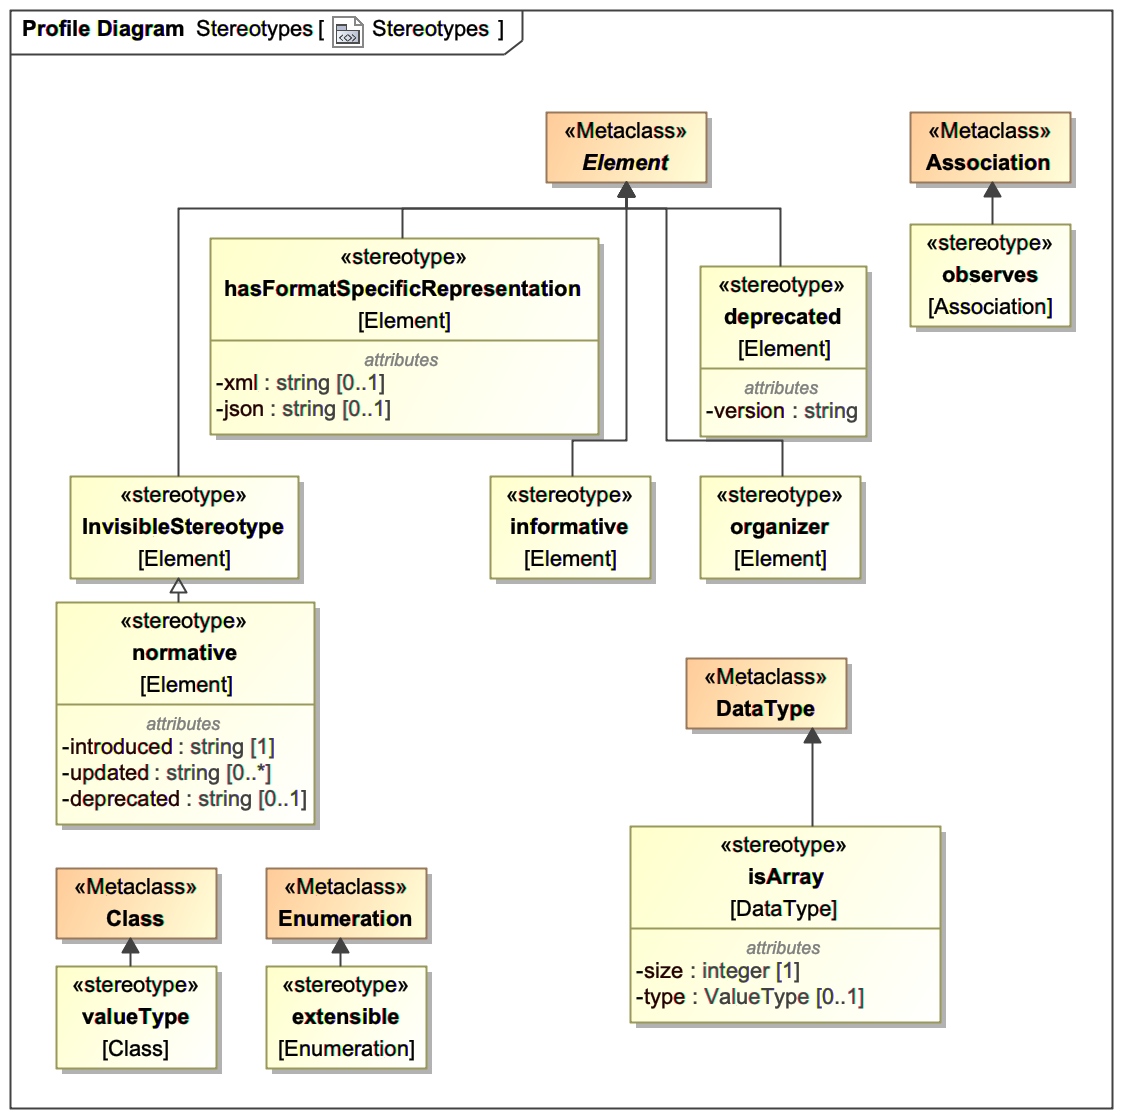 Profile Diagram Stereotypes [ Stereotypes ]
«Metaclass»
Element
«Metaclass»
Association
«stereotype»
observes
[Association]
«stereotype»
hasFormatSpecificRepresentation
[Element]
attributes
-xml : string [0..1]
-json : string [0..1]
«stereotype»
deprecated
[Element]
attributes
-version : string
«stereotype»
InvisibleStereotype
[Element]
«stereotype»
informative
[Element]
«stereotype»
organizer
[Element]
«stereotype»
normative
[Element]
attributes
-introduced : string [1]
-updated : string [0..*]
-deprecated : string [0..1]
«Metaclass»
DataType
«stereotype»
isArray
[DataType]
attributes
-size : integer [1]
-type : ValueType [0..1]
«Metaclass»
Class
«stereotype»
valueType
[Class]
«Metaclass»
Enumeration
«stereotype»
extensible
[Enumeration]